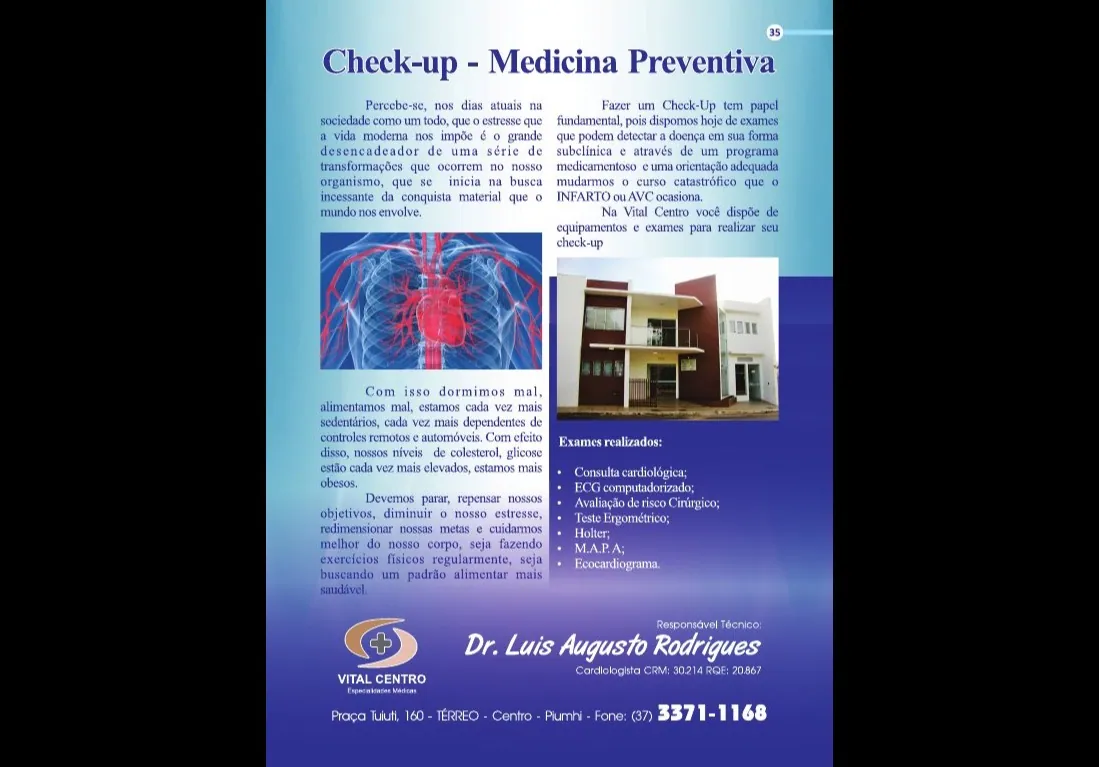 35
Check-up - Medicina Preventiva
Percebe-se, nos dias atuais na
sociedade como um todo, que o estresse que
a vida moderna nos impõe é o grande
desencadeador de uma série de
transformações que ocorrem no nosso
organismo, que se inicia na busca
incessante da conquista material que o
mundo nos envolve.
Com isso dormimos mal,
alimentamos mal, estamos cada vez mais
sedentários, cada vez mais dependentes de
controles remotos e automóveis. Com efeito
disso, nossos níveis de colesterol, glicose
estão cada vez mais elevados, estamos mais
obesos.
Devemos parar, repensar nossos
objetivos, diminuir o nosso estresse,
redimensionar nossas metas e cuidarmos
melhor do nosso corpo, seja fazendo
exercícios físicos regularmente, seja
buscando um padrão alimentar mais
saudável.
Fazer um Check-Up tem papel
fundamental, pois dispomos hoje de exames
que podem detectar a doença em sua forma
subclínica e através de um programa
medicamentoso e uma orientação adequada
mudarmos o curso catastrófico que o
INFARTO ou AVC ocasiona.
Na Vital Centro você dispõe de
equipamentos e exames para realizar seu
check-up
Exames realizados:
• Consulta cardiológica;
• ECG computadorizado;
• Avaliação de risco Cirúrgico;
• Teste Ergométrico;
• Holter;
• M.A.P. A;
• Ecocardiograma.
VITAL CENTRO
Especialidades Médicas
Responsável Técnico:
Dr. Luis Augusto Rodrigues
Cardiologista CRM: 30.214 RQE: 20.867
Praça Tuiuti, 160 - TÉRREO - Centro - Piumhi - Fone: (37) 3371-1168